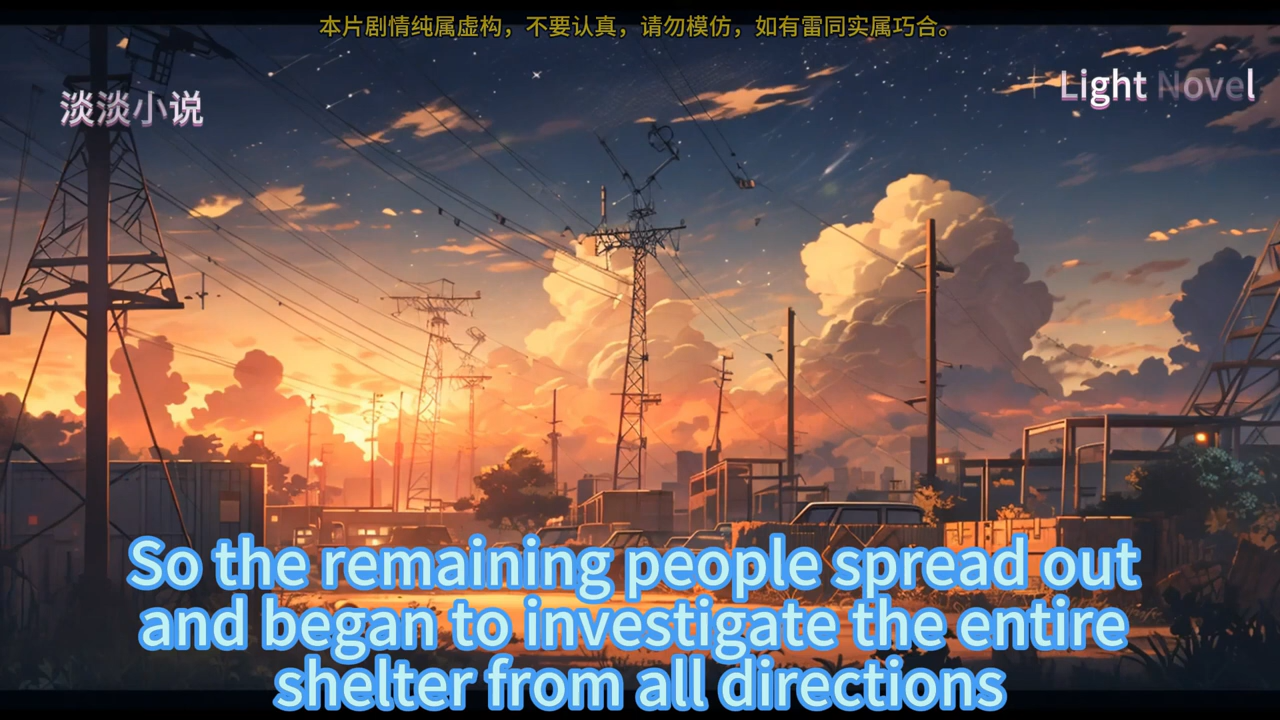 本片剧情纯属虚构，不要认真，请勿模仿，如有雷同实属巧合。
淡淡小说
Light Novel
So the remaining people spread out
and began to investigate the entire
shelter from all directions